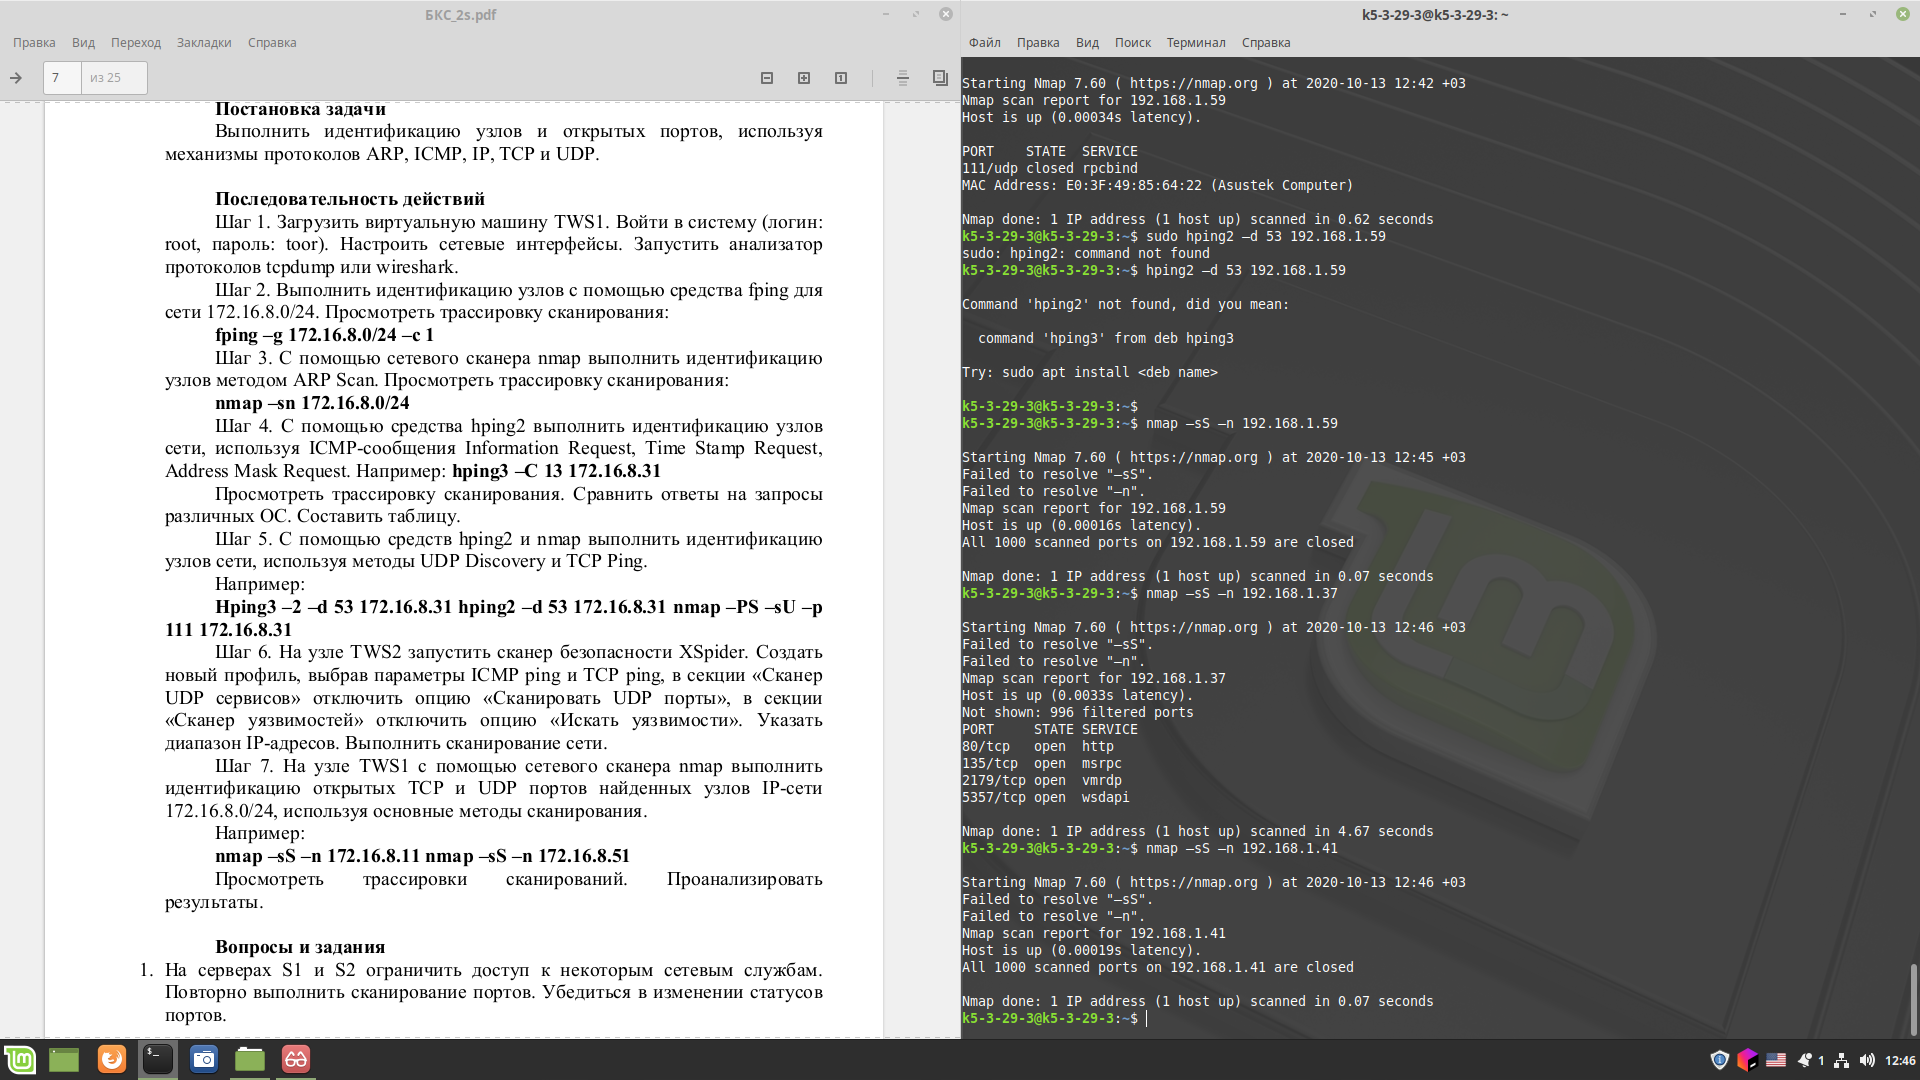 БКС_2s.pdf
Правка Вид Переход Закладки Справка
7 из 25
Постановка задачи
Выполнить идентификацию узлов и открытых портов, используя
механизмы протоколов ARP, ICMP, IP, TCP и UDP.
Последовательность действий
Шаг 1. Загрузить виртуальную машину TWS1. Войти в систему (логин:
root, пароль: toor). Настроить сетевые интерфейсы. Запустить анализатор
протоколов tcpdump или wireshark.
Шаг 2. Выполнить идентификацию узлов с помощью средства fping для
сети 172.16.8.0/24. Просмотреть трассировку сканирования:
fping –g 172.16.8.0/24 –c 1
Шаг 3. С помощью сетевого сканера nmap выполнить идентификацию
узлов методом ARP Scan. Просмотреть трассировку сканирования:
nmap –sn 172.16.8.0/24
Шаг 4. С помощью средства hping2 выполнить идентификацию узлов
сети, используя ICMP-сообщения Information Request, Time Stamp Request,
Address Mask Request. Например: hping3 –C 13 172.16.8.31
Просмотреть трассировку сканирования. Сравнить ответы на запросы
различных ОС. Составить таблицу.
Шаг 5. С помощью средств hping2 и nmap выполнить идентификацию
узлов сети, используя методы UDP Discovery и TCP Ping.
Например:
Hping3 –2 –d 53 172.16.8.31 hping2 –d 53 172.16.8.31 nmap –PS –sU –p
111 172.16.8.31
Шаг 6. На узле TWS2 запустить сканер безопасности XSpider. Создать
новый профиль, выбрав параметры ICMP ping и TCP ping, в секции «Сканер
UDP сервисов» отключить опцию «Сканировать UDP порты», в секции
«Сканер уязвимостей» отключить опцию «Искать уязвимости». Указать
диапазон IP-адресов. Выполнить сканирование сети.
Шаг 7. На узле TWS1 с помощью сетевого сканера nmap выполнить
идентификацию открытых TCP и UDP портов найденных узлов IP-сети
172.16.8.0/24, используя основные методы сканирования.
Например:
nmap –sS –n 172.16.8.11 nmap –sS –n 172.16.8.51
Просмотреть трассировки сканирований. Проанализировать
результаты.
Вопросы и задания
1. На серверах S1 и S2 ограничить доступ к некоторым сетевым службам.
Повторно выполнить сканирование портов. Убедиться в изменении статусов
портов.
k5-3-29-3@k5-3-29-3: ~
Файл Правка Вид Поиск Терминал Справка
Starting Nmap 7.60 ( https://nmap.org ) at 2020-10-13 12:42 +03
Nmap scan report for 192.168.1.59
Host is up (0.00034s latency).
PORT STATE SERVICE
111/udp closed rpcbind
MAC Address: E0:3F:49:85:64:22 (Asustek Computer)
Nmap done: 1 IP address (1 host up) scanned in 0.62 seconds
k5-3-29-3@k5-3-29-3:~$ sudo hping2 –d 53 192.168.1.59
sudo: hping2: command not found
k5-3-29-3@k5-3-29-3:~$ hping2 –d 53 192.168.1.59
Command 'hping2' not found, did you mean:
command 'hping3' from deb hping3
Try: sudo apt install <deb name>
k5-3-29-3@k5-3-29-3:~$
k5-3-29-3@k5-3-29-3:~$ nmap –sS –n 192.168.1.59
Starting Nmap 7.60 ( https://nmap.org ) at 2020-10-13 12:45 +03
Failed to resolve "–sS".
Failed to resolve "–n".
Nmap scan report for 192.168.1.59
Host is up (0.00016s latency).
All 1000 scanned ports on 192.168.1.59 are closed
Nmap done: 1 IP address (1 host up) scanned in 0.07 seconds
k5-3-29-3@k5-3-29-3:~$ nmap –sS –n 192.168.1.37
Starting Nmap 7.60 ( https://nmap.org ) at 2020-10-13 12:46 +03
Failed to resolve "–sS".
Failed to resolve "–n".
Nmap scan report for 192.168.1.37
Host is up (0.0033s latency).
Not shown: 996 filtered ports
PORT STATE SERVICE
80/tcp open http
135/tcp open msrpc
2179/tcp open vmrdp
5357/tcp open wsdapi
Nmap done: 1 IP address (1 host up) scanned in 4.67 seconds
k5-3-29-3@k5-3-29-3:~$ nmap –sS –n 192.168.1.41
Starting Nmap 7.60 ( https://nmap.org ) at 2020-10-13 12:46 +03
Failed to resolve "–sS".
Failed to resolve "–n".
Nmap scan report for 192.168.1.41
Host is up (0.00019s latency).
All 1000 scanned ports on 192.168.1.41 are closed
Nmap done: 1 IP address (1 host up) scanned in 0.07 seconds
k5-3-29-3@k5-3-29-3:~$
1 12:46